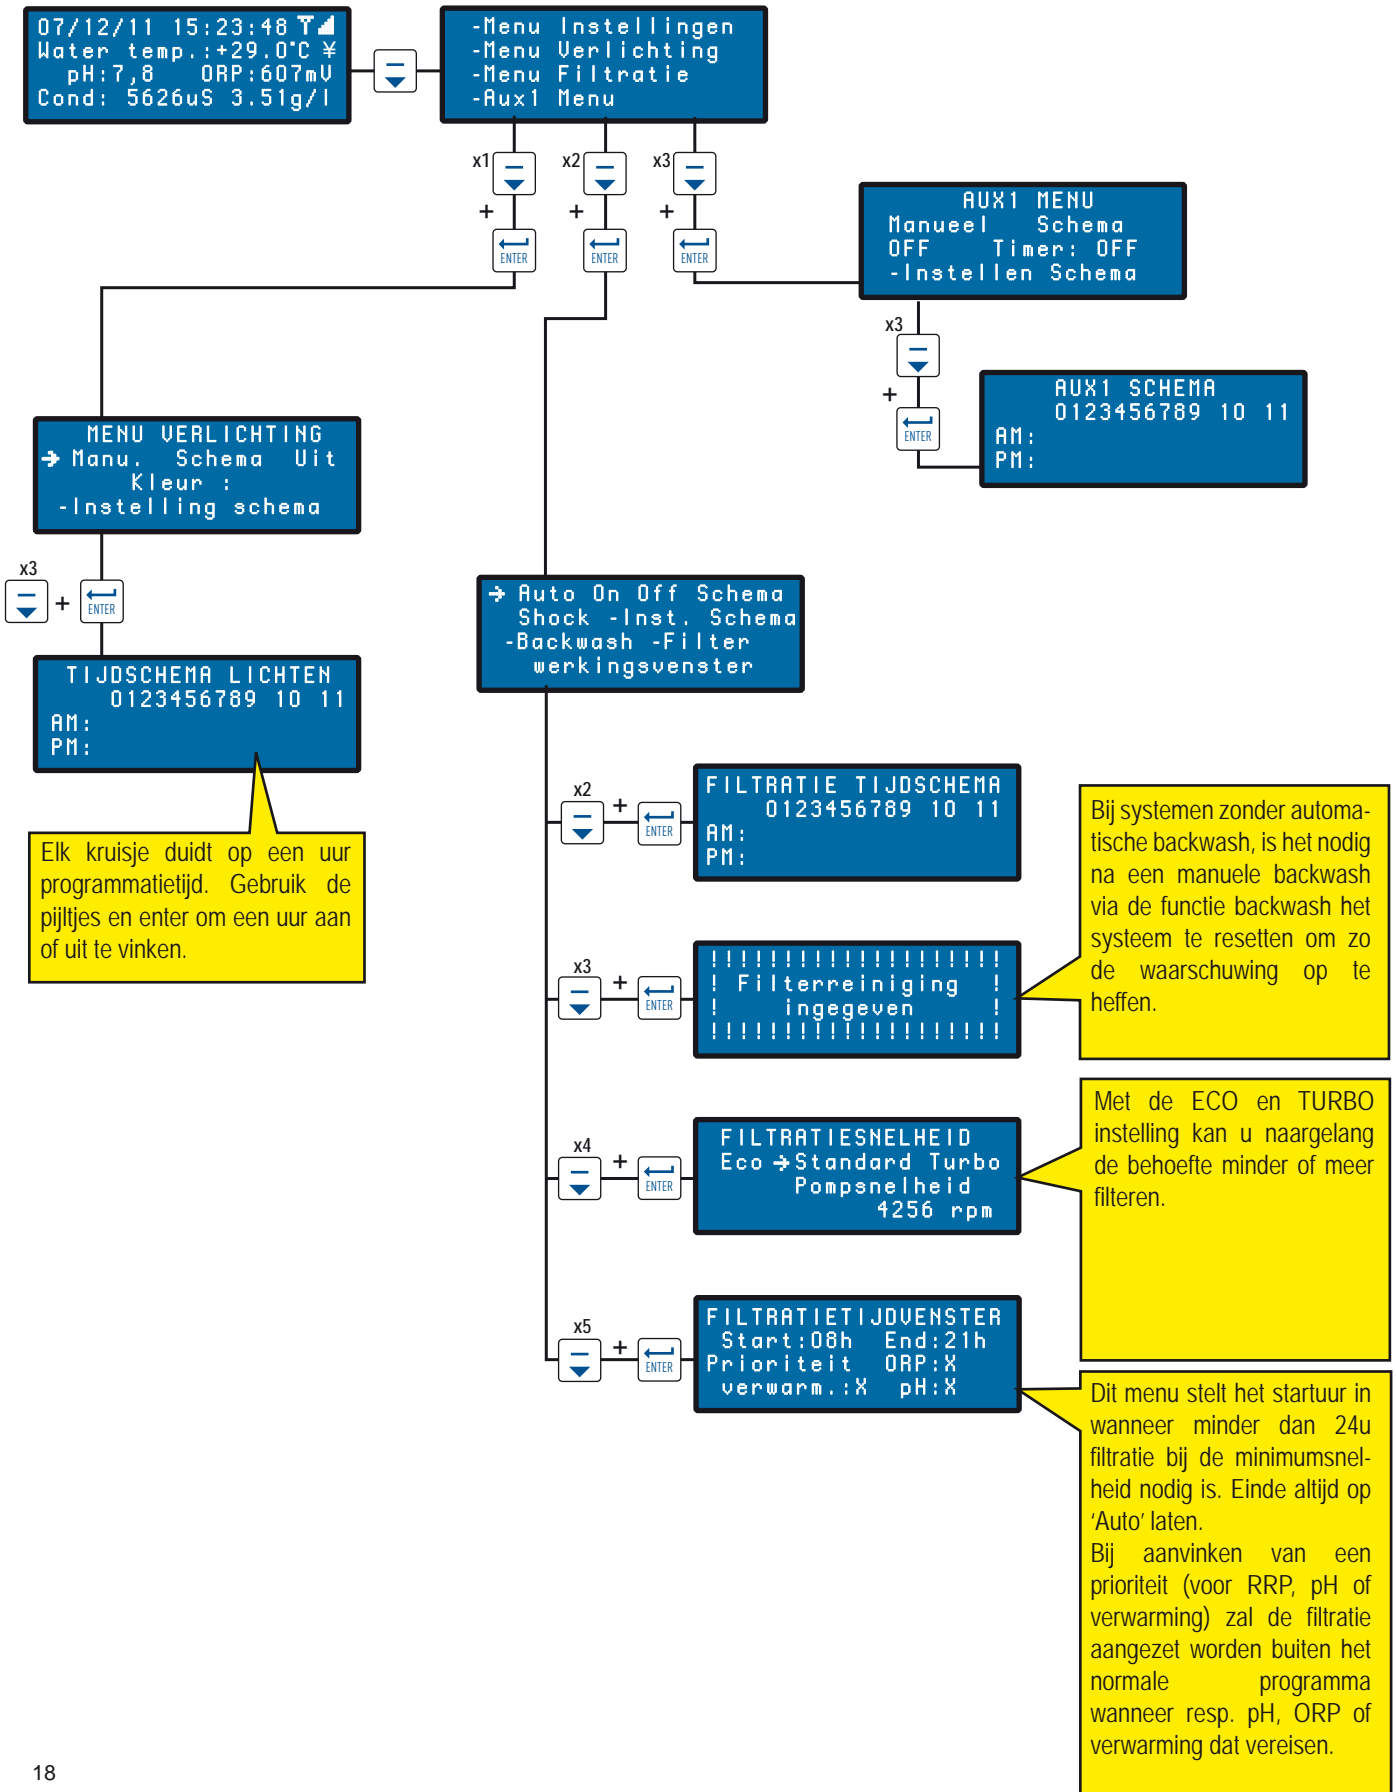 07/12/11 15:23:48
Water temp.:+29.0°C ¥
pH:7,8 ORP:607mV
Cond: 5626uS 3.51g/l
-Menu Instellingen
-Menu Verlichting
-Menu Filtratie
-Aux1 Menu
x1
x2
x3
+
+
+
ENTER
ENTER
ENTER
AUX1 MENU
Manueel Schema
OFF Timer: OFF
-Instellen Schema
x3
+
ENTER
AUX1 SCHEMA
0123456789 10 11
AM:
PM:
MENU VERLICHTING
→ Manu. Schema Uit
Kleur :
-Instelling schema
x3
+
ENTER
TIJDSCHEMA LICHTEN
0123456789 10 11
AM:
PM:
Elk kruisje duidt op een uur
programmatietijd. Gebruik de
pijltjes en enter om een uur aan
of uit te vinken.
→ Auto On Off Schema
Shock -Inst. Schema
-Backwash -Filter
werkingsvenster
x2
+
ENTER
FILTRATIE TIJDSCHEMA
0123456789 10 11
AM:
PM:
x3
+
ENTER
!!!!!!!!!!!!!!!!!!!!
! Filterreiniging !
! ingegeven !
!!!!!!!!!!!!!!!!!!!!
Bij systemen zonder automa-
tische backwash, is het nodig
na een manuele backwash
via de functie backwash het
systeem te resetten om zo
de waarschuwing op te
heffen.
x4
+
ENTER
FILTRATIESNELHEID
Eco →Standard Turbo
Pompsnelheid
4256 rpm
Met de ECO en TURBO
instelling kan u naargelang
de behoefte minder of meer
filteren.
x5
+
ENTER
FILTRATIETIJDVENSTER
Start:08h End:21h
Prioriteit ORP:X
verwarm.:X pH:X
Dit menu stelt het startuur in
wanneer minder dan 24u
filtratie bij de minimumsnel-
heid nodig is. Einde altijd op
‘Auto’ laten.
Bij aanvinken van een
prioriteit (voor RRP, pH of
verwarming) zal de filtratie
aangezet worden buiten het
normale programma
wanneer resp. pH, ORP of
verwarming dat vereisen.
18